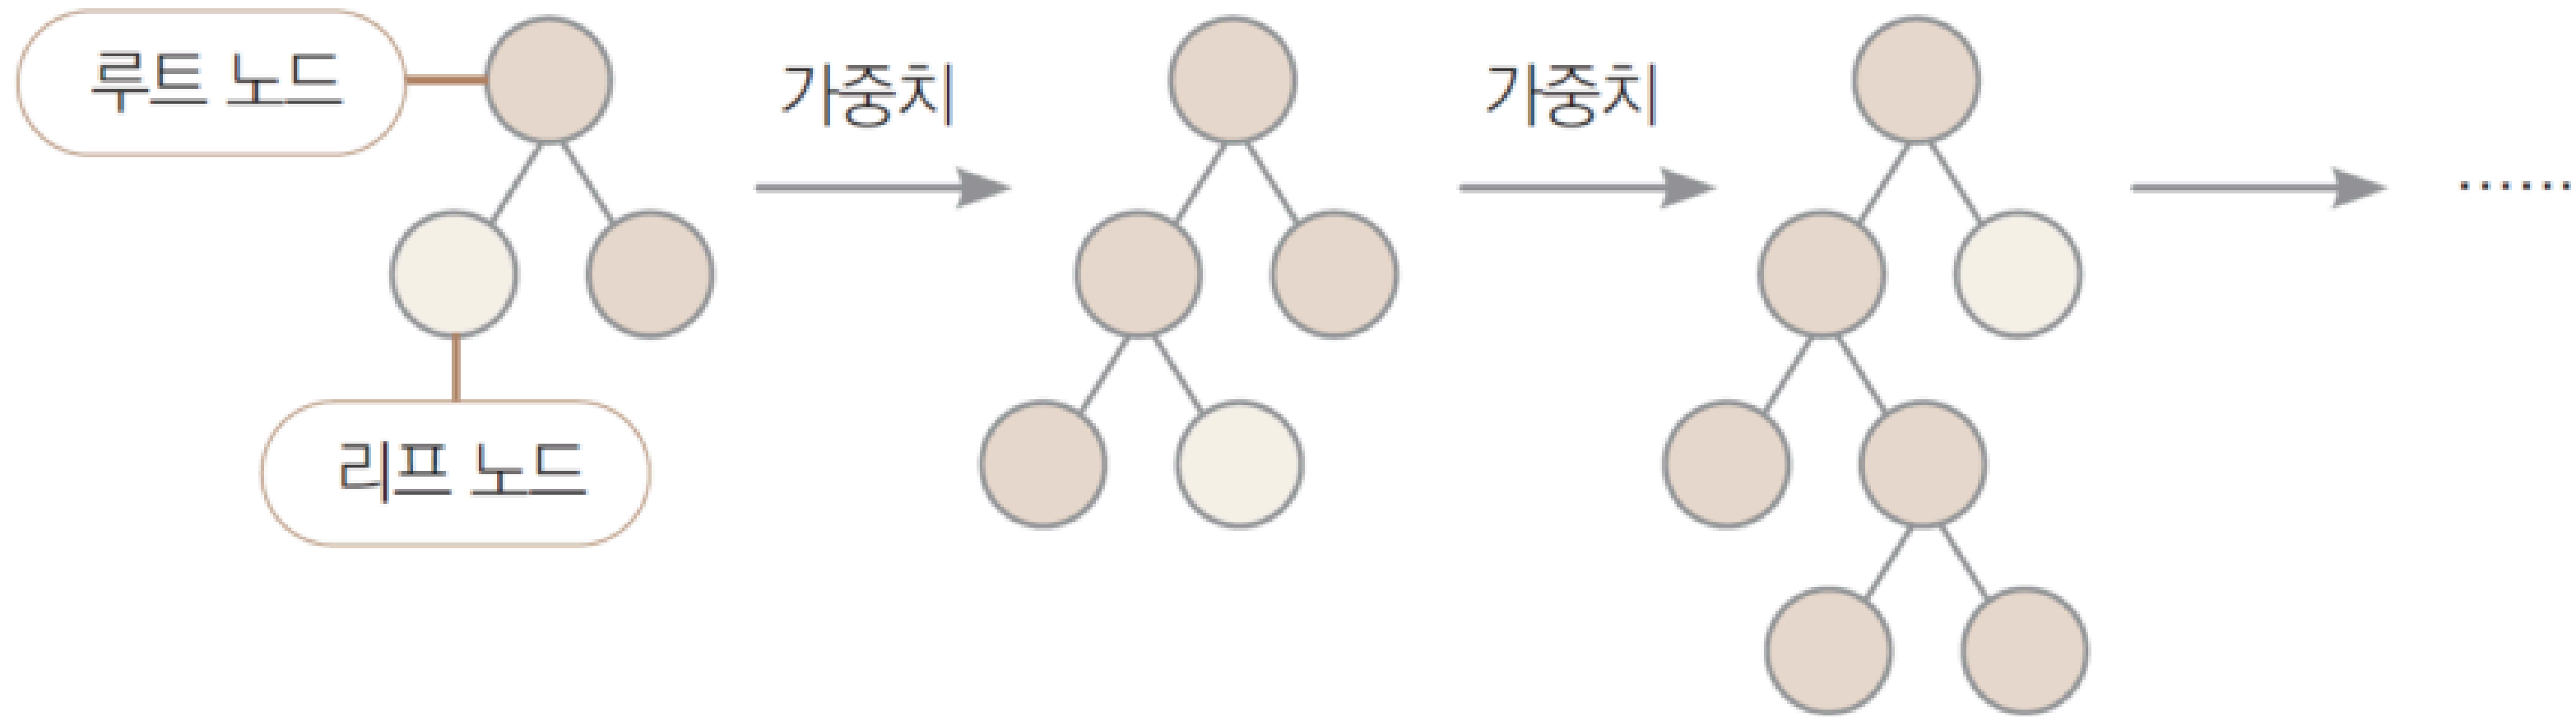 루트 노드
가중치
가중치
......
리프 노드